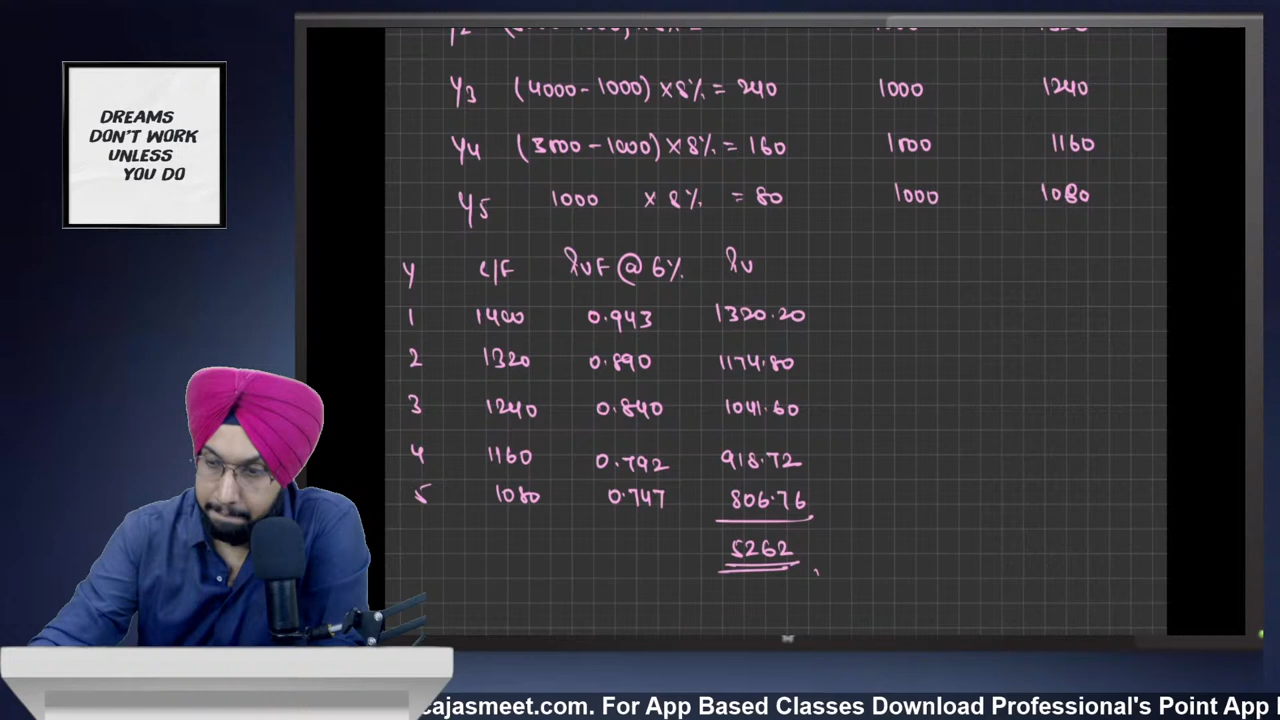 DREAMS
DON'T WORK
UNLESS
YOU DO
Y3 (4000-1000) x8% = 240 1000 1240
Y4 (3000-1000) x 8% = 160 1000 1160
Y5 1000 x 8% = 80 1000 1080
Y C/F PVF @ 6% PV
1 1400 0.943 1320.20
2 1320 0.890 1174.80
3 1240 0.840 1041.60
4 1160 0.792 918.72
5 1080 0.747 806.76
5262
cajasmeet.com. For App Based Classes Download Professional's Point App